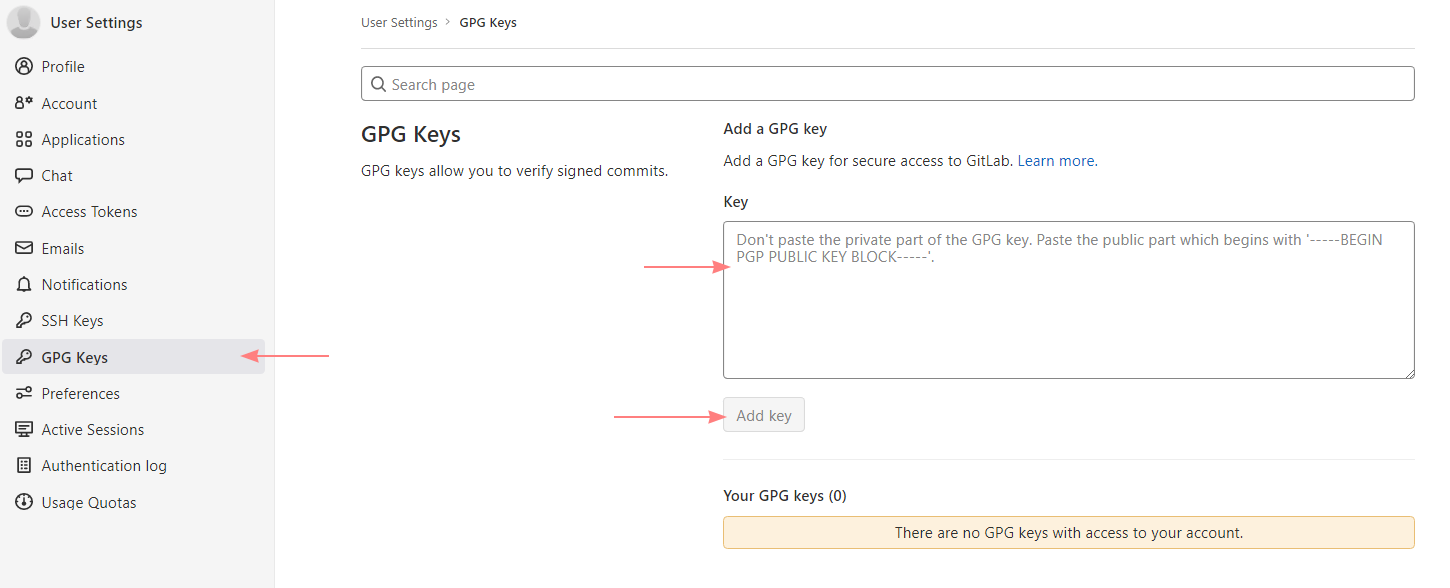 User Settings
Profile
Account
Applications
Chat
Access Tokens
Emails
Notifications
SSH Keys
GPG Keys
Preferences
Active Sessions
Authentication log
Usage Quotas
User Settings > GPG Keys
Search page
GPG Keys
GPG keys allow you to verify signed commits.
Add a GPG key
Add a GPG key for secure access to GitLab. Learn more.
Key
Don't paste the private part of the GPG key. Paste the public part which begins with '-----BEGIN
PGP PUBLIC KEY BLOCK-----'.
Add key
Your GPG keys (0)
There are no GPG keys with access to your account.